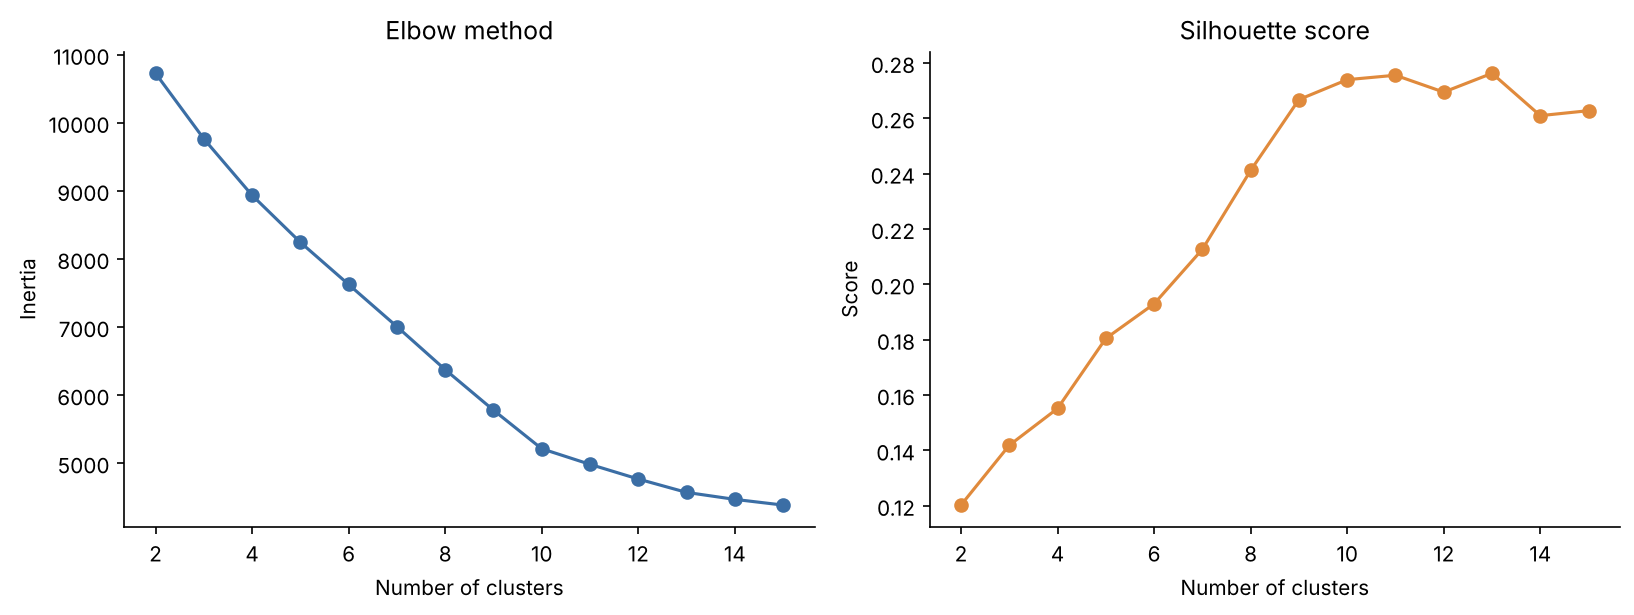 Elbow method
11000
10000
9000
8000
7000
6000
5000
Inertia
2 4 6 8 10 12 14
Number of clusters
Silhouette score
0.28
0.26
0.24
0.22
0.20
0.18
0.16
0.14
0.12
Score
2 4 6 8 10 12 14
Number of clusters